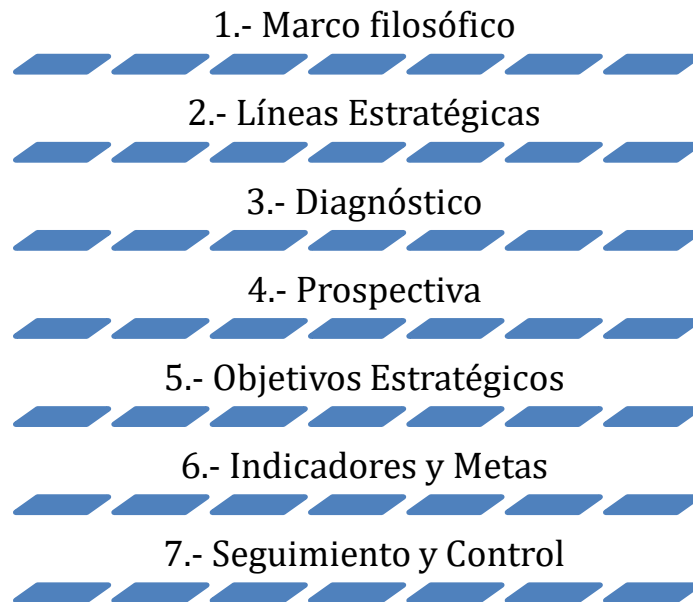 1.- Marco filosófico
2.- Líneas Estratégicas
3.- Diagnóstico
4.- Prospectiva
5.- Objetivos Estratégicos
6.- Indicadores y Metas
7.- Seguimiento y Control